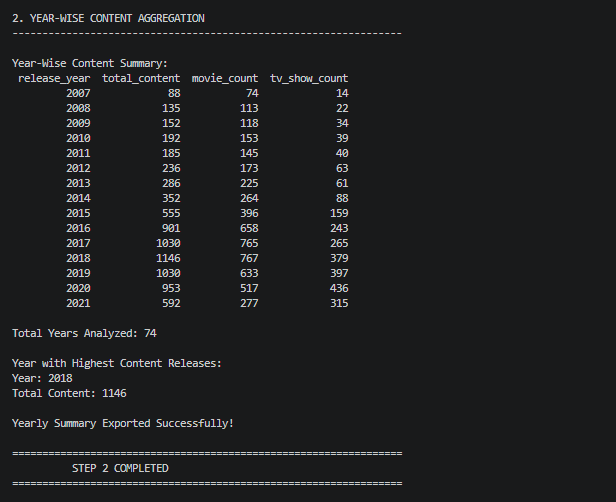 2. YEAR-WISE CONTENT AGGREGATION
-----------------------------------------------------------------
Year-Wise Content Summary:
release_year total_content movie_count tv_show_count
2007 88 74 14
2008 135 113 22
2009 152 118 34
2010 192 153 39
2011 185 145 40
2012 236 173 63
2013 286 225 61
2014 352 264 88
2015 555 396 159
2016 901 658 243
2017 1030 765 265
2018 1146 767 379
2019 1030 633 397
2020 953 517 436
2021 592 277 315
Total Years Analyzed: 74
Year with Highest Content Releases:
Year: 2018
Total Content: 1146
Yearly Summary Exported Successfully!
=================================================================
STEP 2 COMPLETED
=================================================================